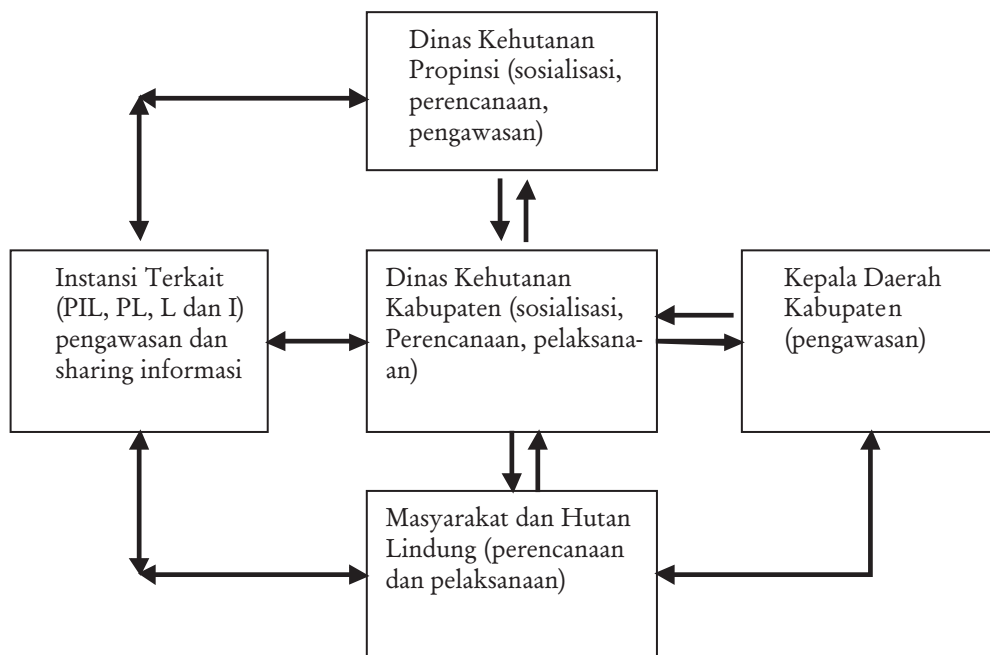 Dinas Kehutanan
Propinsi (sosialisasi,
perencanaan,
pengawasan)
Instansi Terkait
(PIL, PL, L dan I)
pengawasan dan
sharing informasi
Dinas Kehutanan
Kabupaten (sosialisasi,
Perencanaan, pelaksana-
an)
Kepala Daerah
Kabupaten
(pengawasan)
Masyarakat dan Hutan
Lindung (perencanaan
dan pelaksanaan)